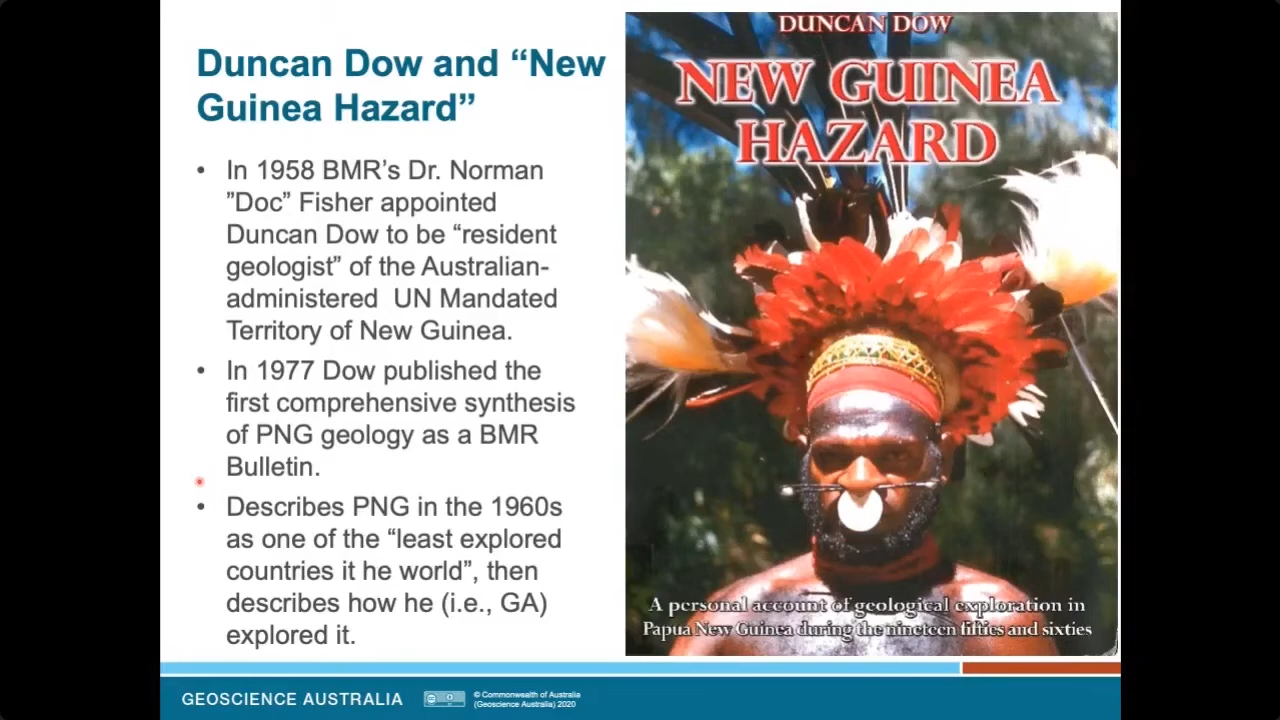 Duncan Dow and “New
Guinea Hazard”
• In 1958 BMR’s Dr. Norman
”Doc” Fisher appointed
Duncan Dow to be “resident
geologist” of the Australian-
administered  UN Mandated
Territory of New Guinea.
• In 1977 Dow published the
first comprehensive synthesis
of PNG geology as a BMR
Bulletin.
• Describes PNG in the 1960s
as one of the “least explored
countries it he world”, then
describes how he (i.e., GA)
explored it.
DUNCAN DOW
NEW GUINEA
HAZARD
A personal account of geological exploration in
Papua New Guinea during the nineteen fifties and sixties
GEOSCIENCE AUSTRALIA
© Commonwealth of Australia
(Geoscience Australia) 2020